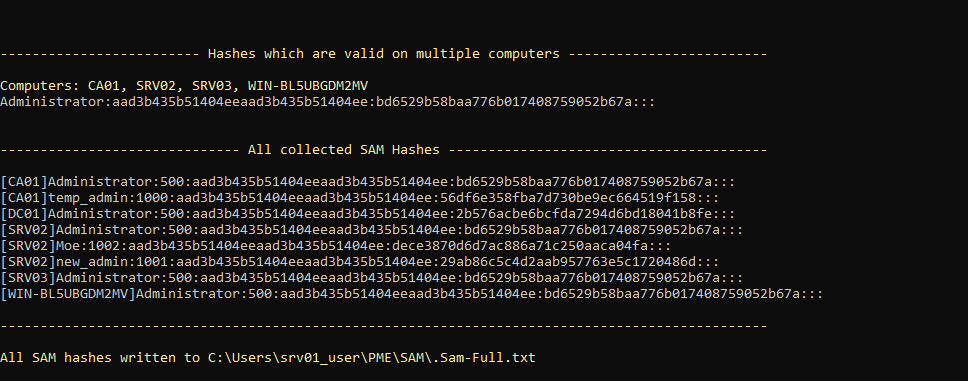 ------------------------- Hashes which are valid on multiple computers -------------------------
Computers: CA01, SRV02, SRV03, WIN-BL5UBGDM2MV
Administrator:aad3b435b51404eeaad3b435b51404ee:bd6529b58baa776b017408759052b67a:::
------------------------------ All collected SAM Hashes ----------------------------------------
[CA01]Administrator:500:aad3b435b51404eeaad3b435b51404ee:bd6529b58baa776b017408759052b67a:::
[CA01]temp_admin:1000:aad3b435b51404eeaad3b435b51404ee:56df6e358fba7d730be9ec664519f158:::
[DC01]Administrator:500:aad3b435b51404eeaad3b435b51404ee:2b576acbe6bcfda7294d6bd18041b8fe:::
[SRV02]Administrator:500:aad3b435b51404eeaad3b435b51404ee:bd6529b58baa776b017408759052b67a:::
[SRV02]Moe:1002:aad3b435b51404eeaad3b435b51404ee:dece3870d6d7ac886a71c250aaca04fa:::
[SRV02]new_admin:1001:aad3b435b51404eeaad3b435b51404ee:29ab86c5c4d2aab957763e5c1720486d:::
[SRV03]Administrator:500:aad3b435b51404eeaad3b435b51404ee:bd6529b58baa776b017408759052b67a:::
[WIN-BL5UBGDM2MV]Administrator:500:aad3b435b51404eeaad3b435b51404ee:bd6529b58baa776b017408759052b67a:::
------------------------------------------------------------------------------------------------
All SAM hashes written to C:\Users\srv01_user\PME\SAM\.Sam-Full.txt